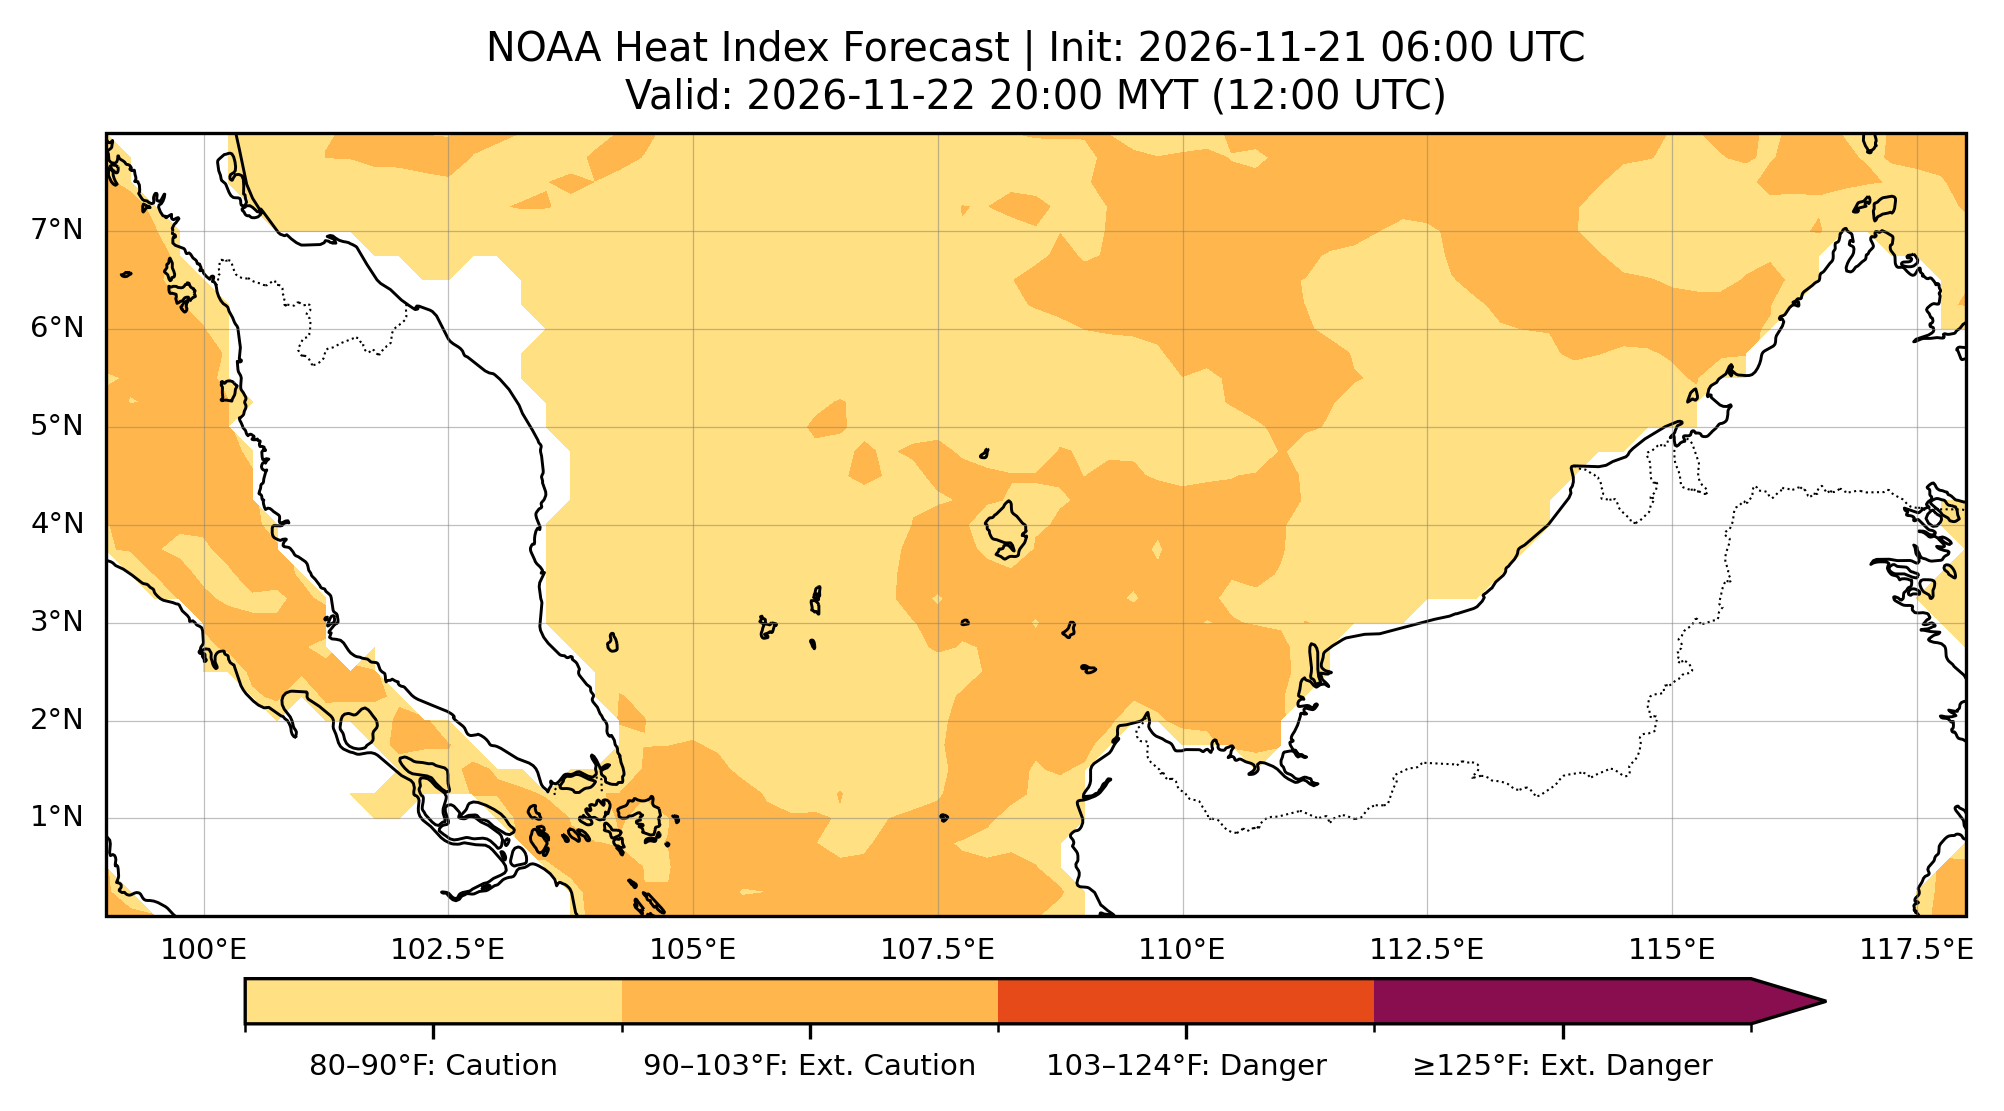 NOAA Heat Index Forecast | Init: 2026-11-21 06:00 UTC
Valid: 2026-11-22 20:00 MYT (12:00 UTC)
7°N
6°N
5°N
4°N
3°N
2°N
1°N
100°E 102.5°E 105°E 107.5°E 110°E 112.5°E 115°E 117.5°E
80–90°F: Caution 90–103°F: Ext. Caution 103–124°F: Danger ≥125°F: Ext. Danger